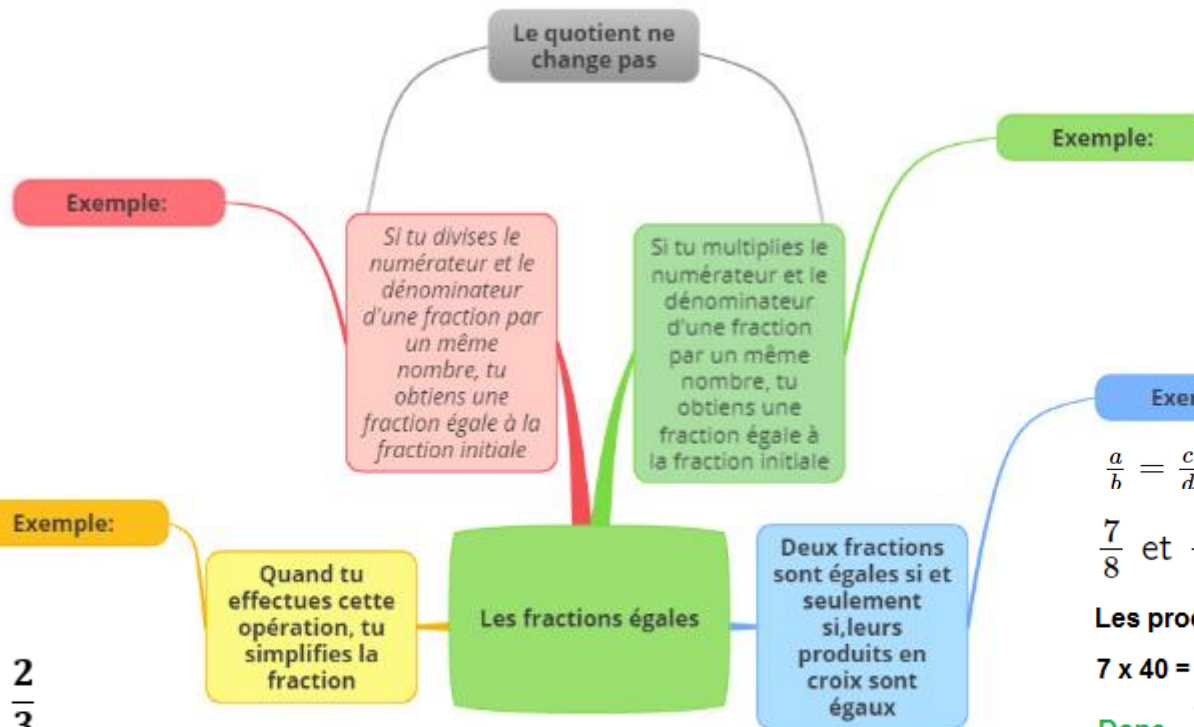 Le quotient ne
change pas
Exemple:
Exemple:
Si tu divises le
numérateur et le
dénominateur
d'une fraction par
un même
nombre, tu
obtiens une
fraction égale à la
fraction initiale
Si tu multiplies le
numérateur et le
dénominateur
d'une fraction
par un même
nombre, tu
obtiens une
fraction égale à
la fraction initiale
Exemple:
Quand tu
effectues cette
opération, tu
simplifies la
fraction
2
3
Les fractions égales
Deux fractions
sont égales si et
seulement
si,leurs
produits en
croix sont
égaux
a/b = c/d
7/8 et
Les
7 x 40 =